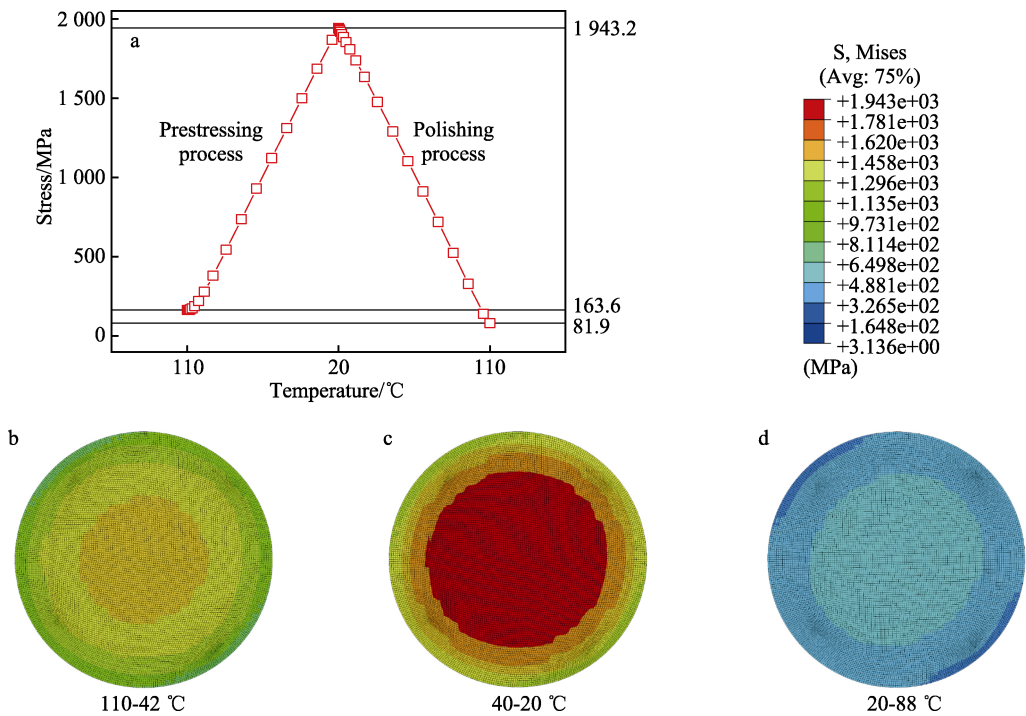 a
2 000
1 500
1 000
500
0
Stress/MPa
Prestressing
process
Polishing
process
1 943.2
163.6
81.9
110
20
110
Temperature/℃
S, Mises
(Avg: 75%)
+1.943e+03
+1.781e+03
+1.620e+03
+1.458e+03
+1.296e+03
+1.135e+03
+9.731e+02
+8.114e+02
+6.498e+02
+4.881e+02
+3.265e+02
+1.648e+02
+3.136e+00
(MPa)
b
110-42 ℃
c
40-20 ℃
d
20-88 ℃